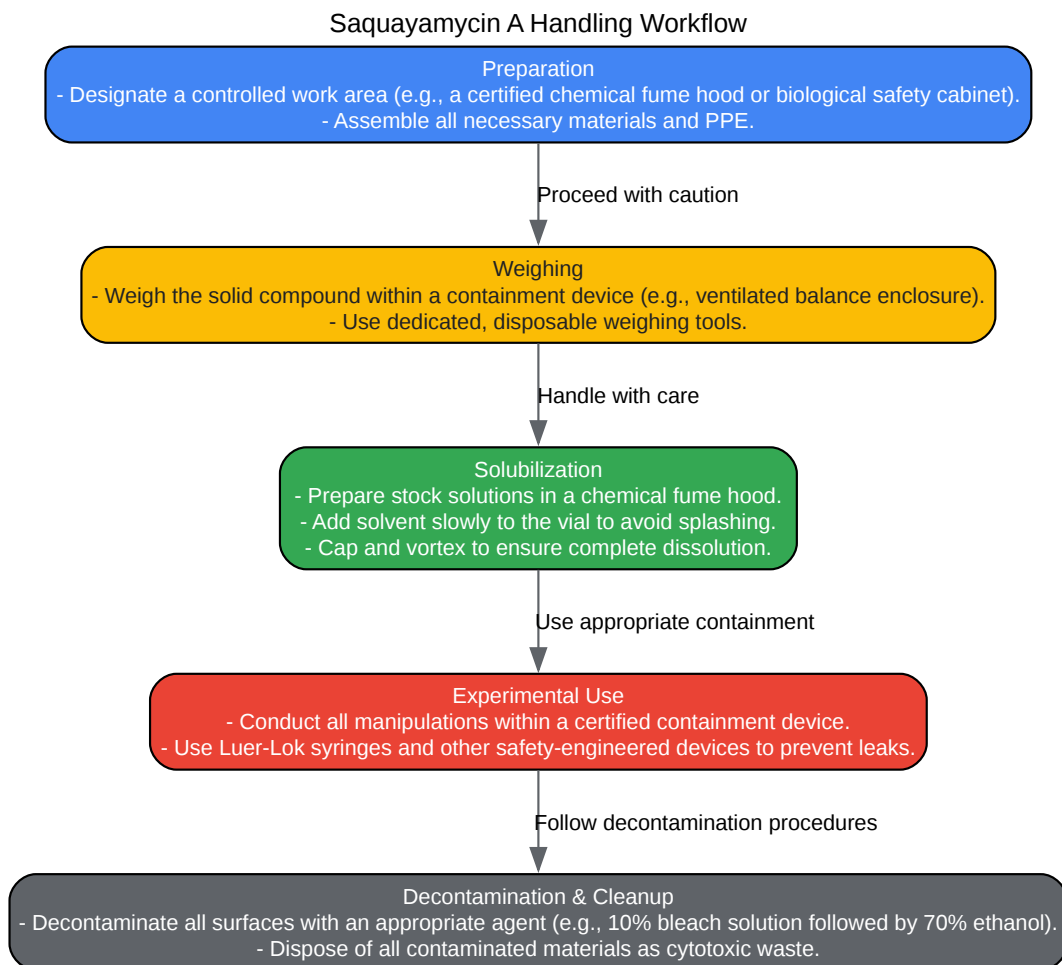 Saquayamycin A Handling Workflow
Preparation
- Designate a controlled work area (e.g., a certified chemical fume hood or biological safety cabinet).
- Assemble all necessary materials and PPE.
Proceed with caution
Weighing
- Weigh the solid compound within a containment device (e.g., ventilated balance enclosure).
- Use dedicated, disposable weighing tools.
Handle with care
Solubilization
- Prepare stock solutions in a chemical fume hood.
- Add solvent slowly to the vial to avoid splashing.
- Cap and vortex to ensure complete dissolution.
Use appropriate containment
Experimental Use
- Conduct all manipulations within a certified containment device.
- Use Luer-Lok syringes and other safety-engineered devices to prevent leaks.
Follow decontamination procedures
Decontamination & Cleanup
- Decontaminate all surfaces with an appropriate agent (e.g., 10% bleach solution followed by 70% ethanol).
- Dispose of all contaminated materials as cytotoxic waste.